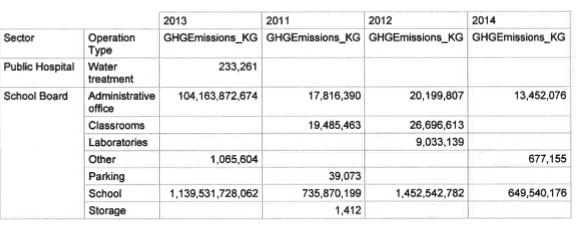 2013 2011 2012 2014
Sector Operation Type GHGEmissions_KG GHGEmissions_KG GHGEmissions_KG GHGEmissions_KG
Public Hospital Water treatment 233,261
School Board Administrative office 104,163,872,674 17,816,390 20,199,807 13,452,076
Classrooms 19,485,463 26,696,613
Laboratories 9,033,139
Other 1,065,604 677,155
Parking 39,073
School 1,139,531,728,062 735,870,199 1,452,542,782 649,540,176
Storage 1,412